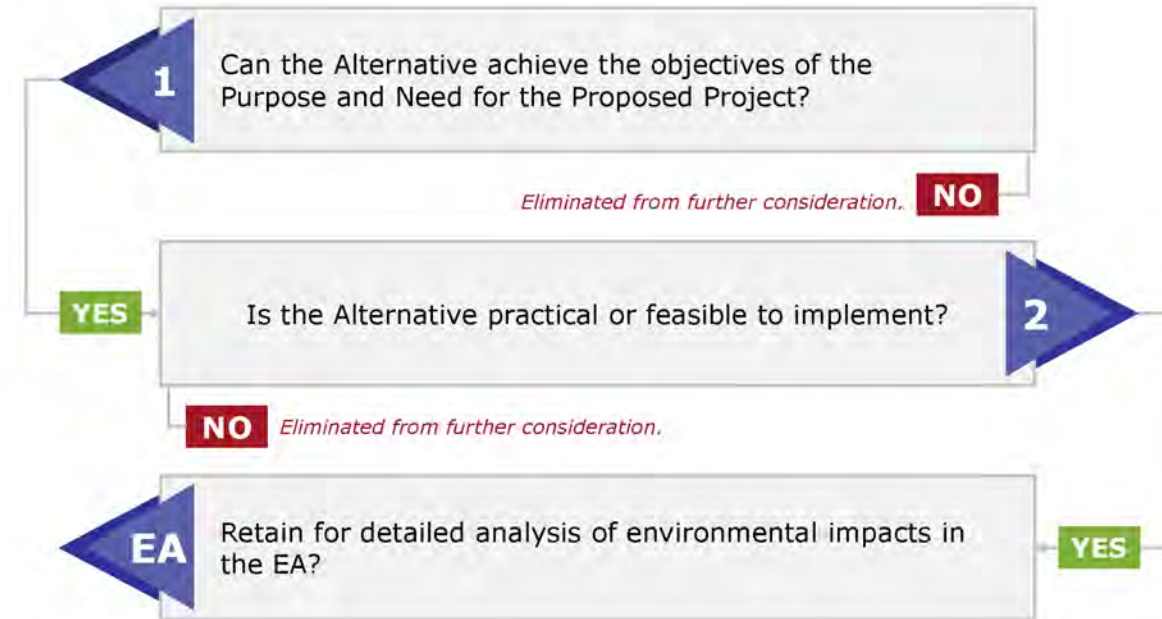 1
Can the Alternative achieve the objectives of the
Purpose and Need for the Proposed Project?
Eliminated from further consideration.
NO
YES
Is the Alternative practical or feasible to implement?
2
NO
Eliminated from further consideration.
EA
Retain for detailed analysis of environmental impacts in
the EA?
YES